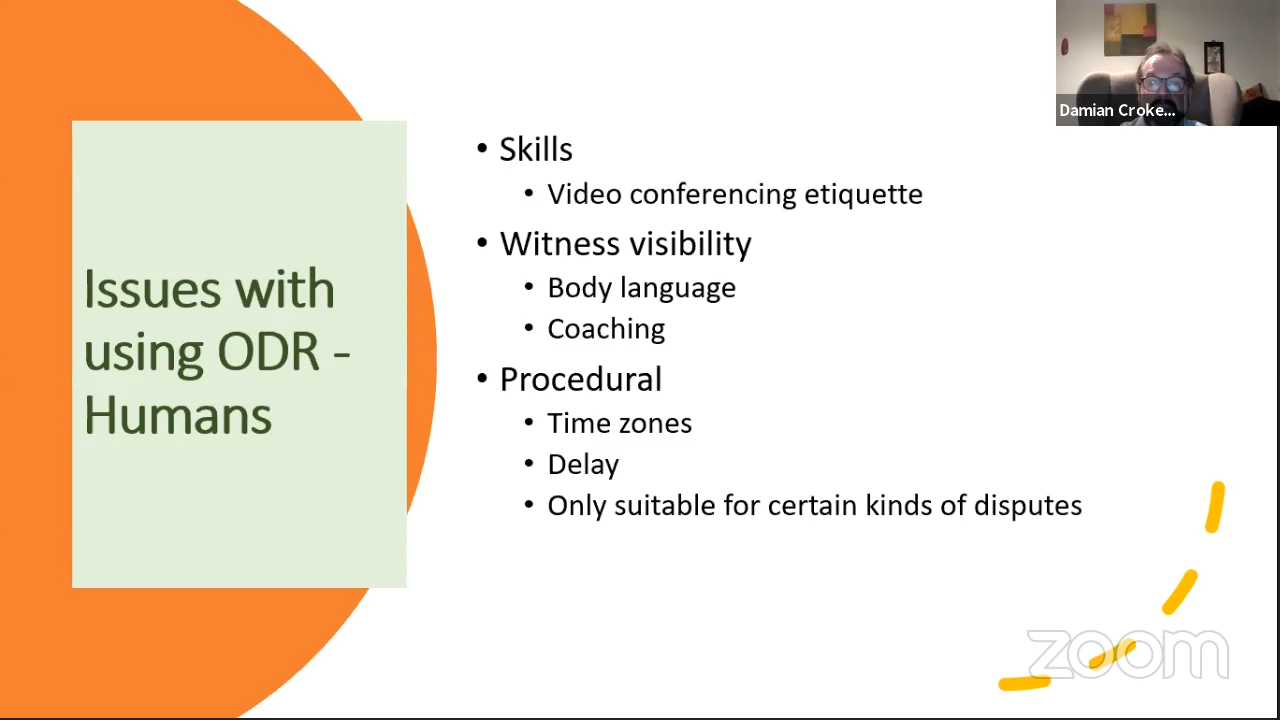 Damian Croke...
Issues with
using ODR -
Humans
• Skills
• Video conferencing etiquette
• Witness visibility
• Body language
• Coaching
• Procedural
• Time zones
• Delay
• Only suitable for certain kinds of disputes
zoom